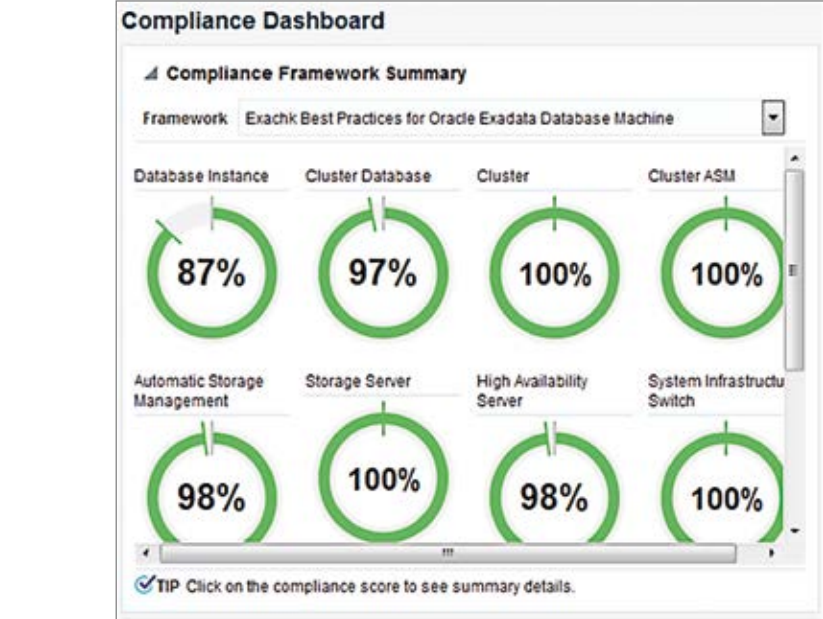 Compliance Dashboard
Compliance Framework Summary
Framework Exachk Best Practices for Oracle Exadata Database Machine
Database Instance Cluster Database Cluster Cluster ASM
87% 97% 100% 100%
Automatic Storage Storage Server High Availability System Infrastructu
Management Server Switch
98% 100% 98% 100%
TIP Click on the compliance score to see summary details.